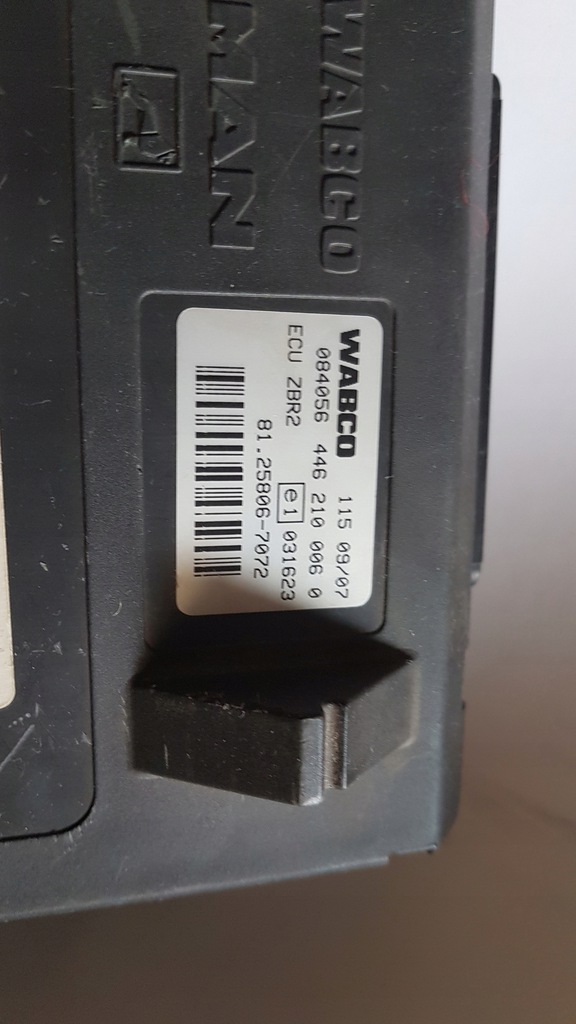 WABCO
MAN
A
WABCO 115 09/07
084056 446 210 006 0
ECU ZBR2 e1 031623
81.25806-7072